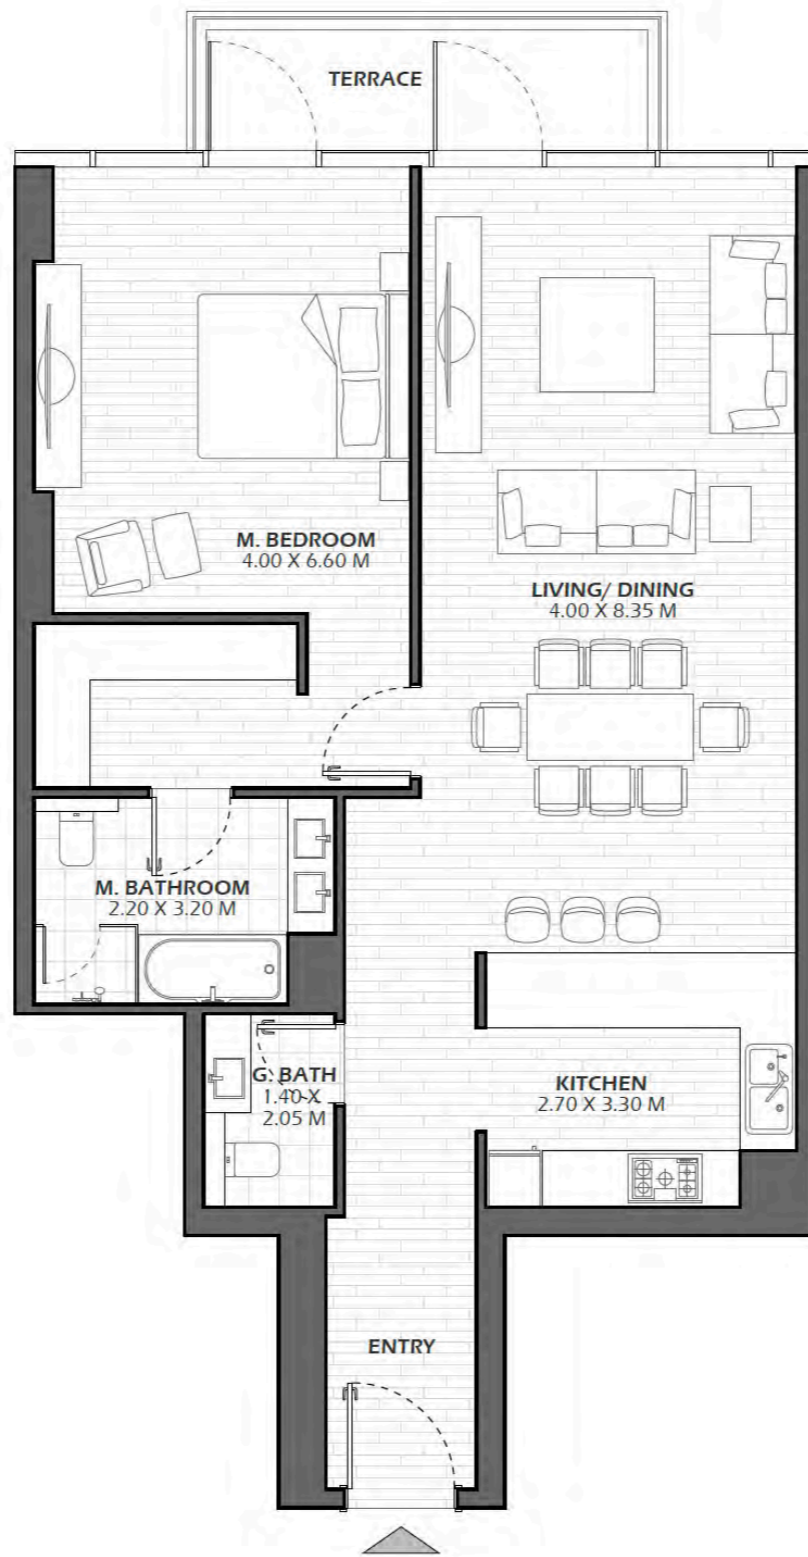 TERRACE
M. BEDROOM
4.00 X 6.60 M
LIVING/ DINING
4.00 X 8.35 M
M. BATHROOM
2.20 X 3.20 M
G. BATH
1.40 X
2.05 M
KITCHEN
2.70 X 3.30 M
ENTRY